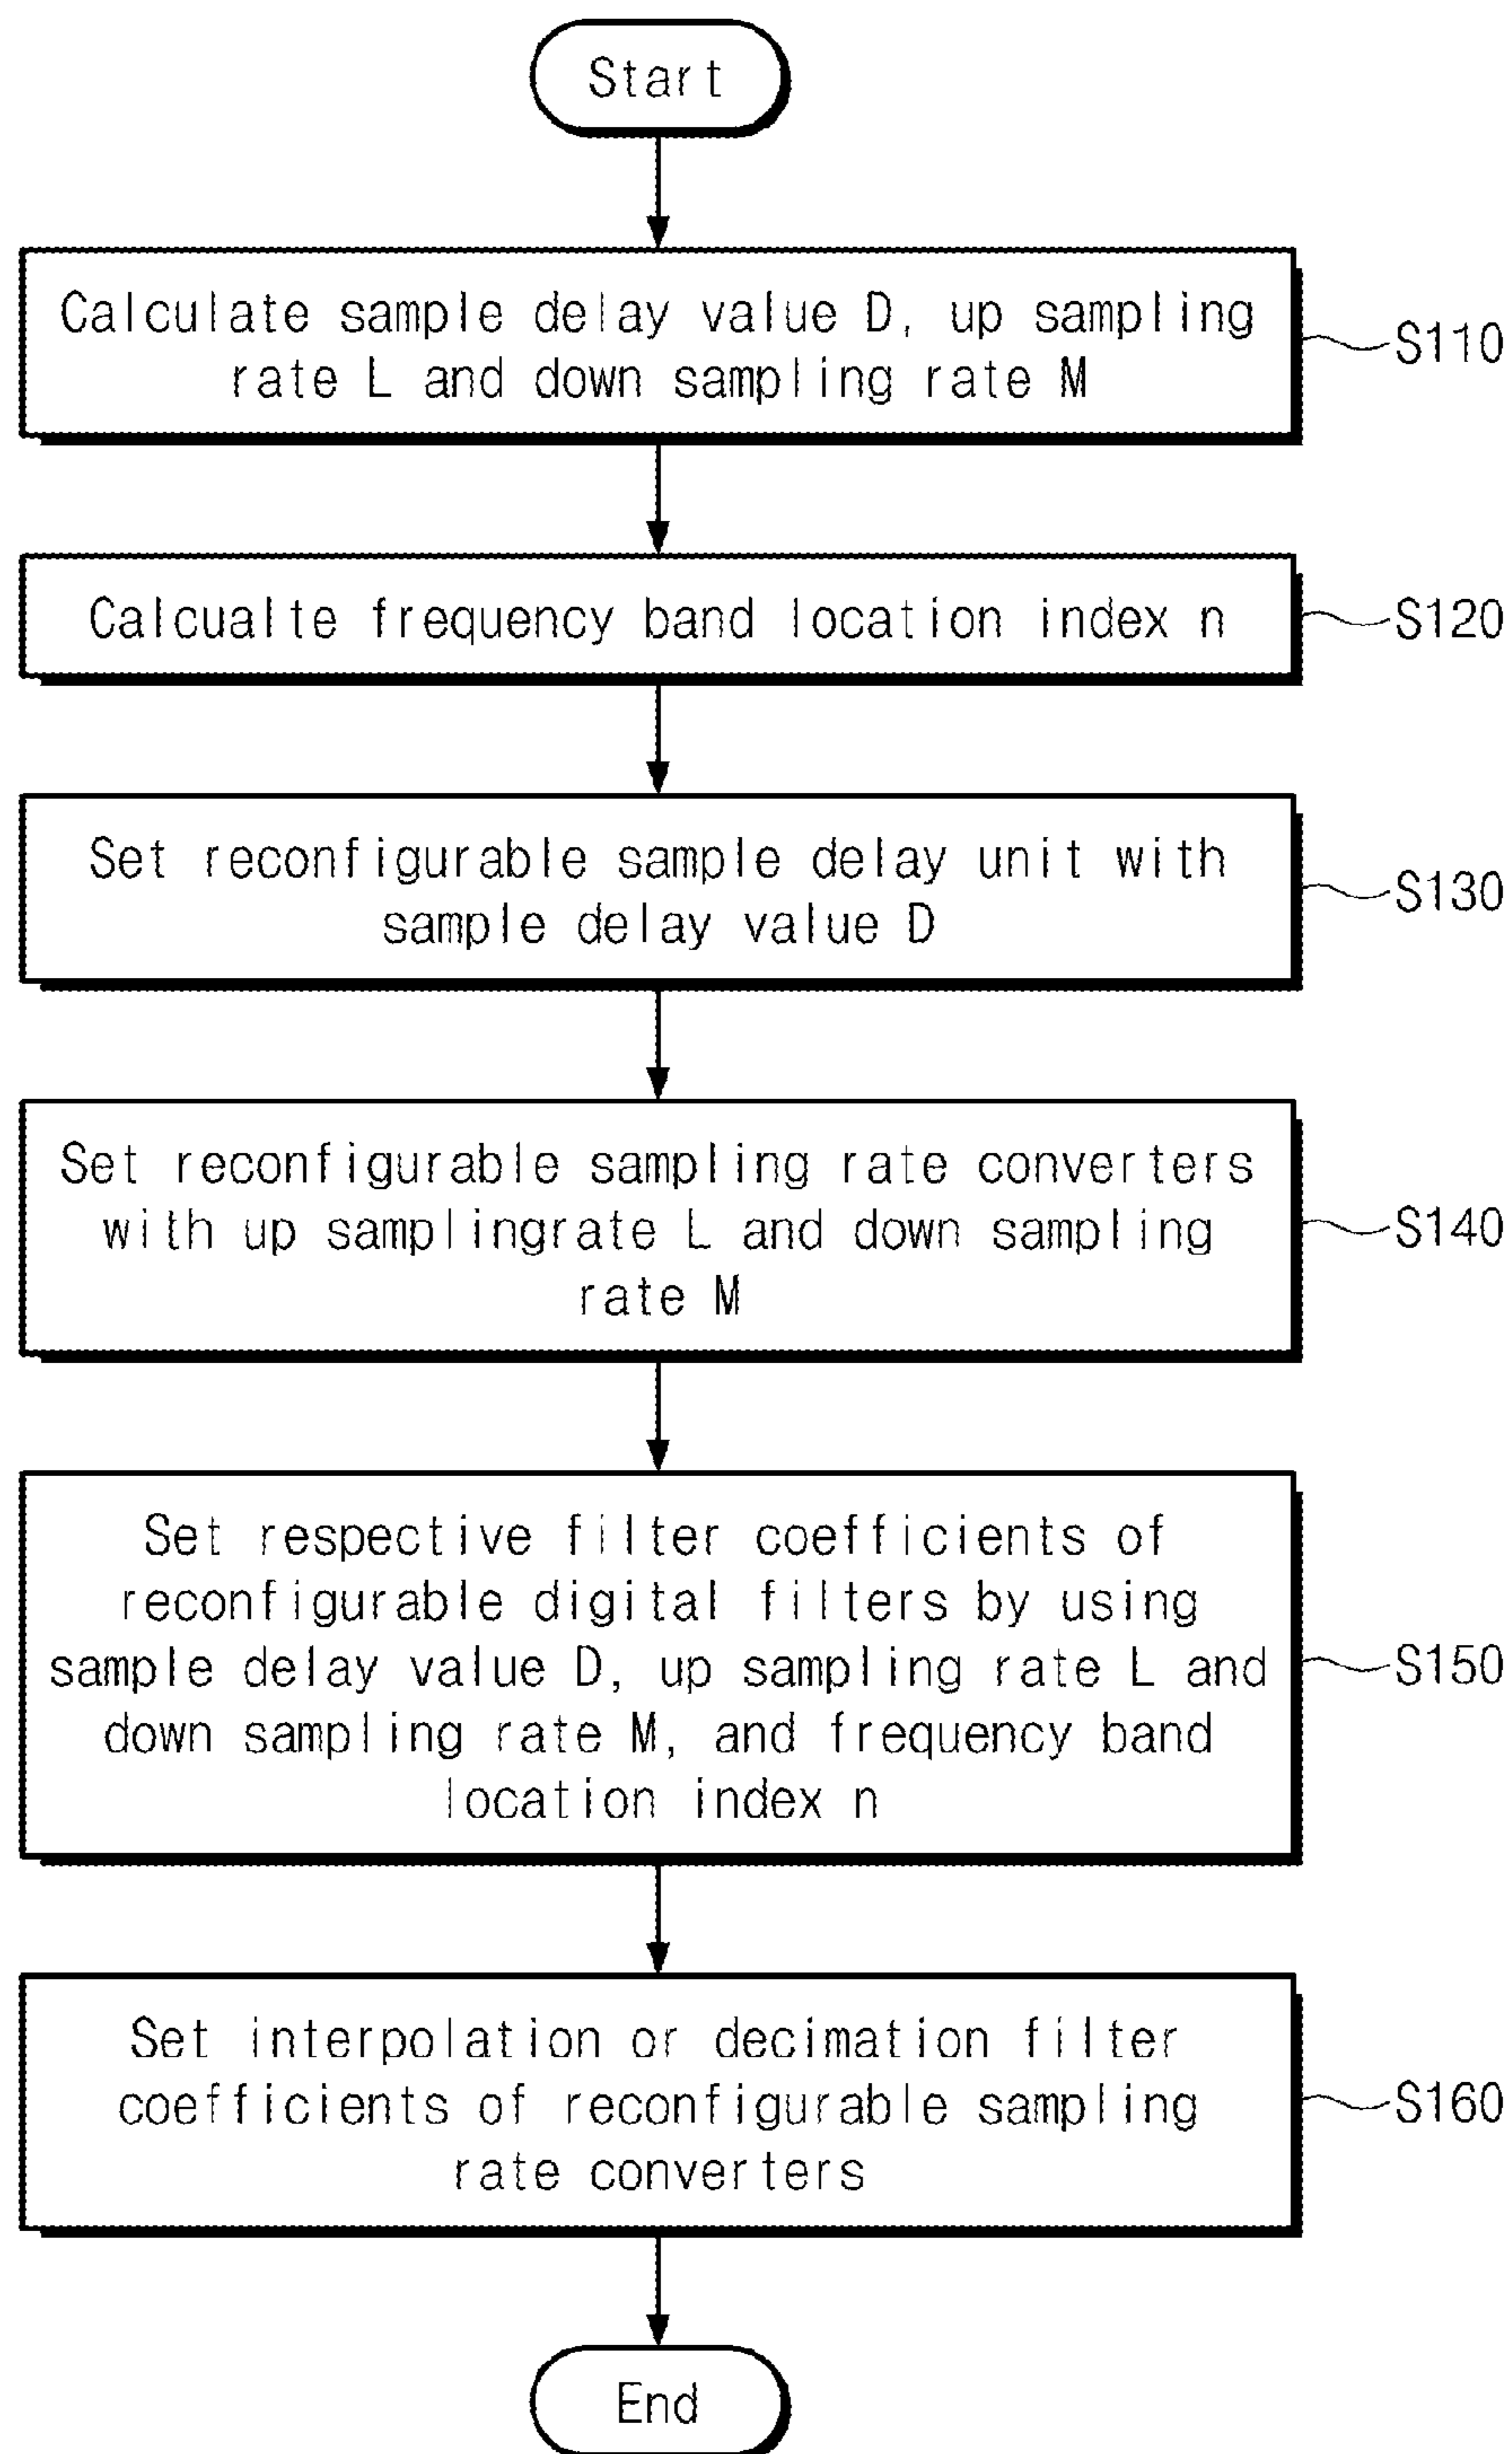 Start
Calculate sample delay value D, up sampling
rate L and down sampling rate M
S110
Calcualte frequency band location index n
S120
Set reconfigurable sample delay unit with
sample delay value D
S130
Set reconfigurable sampling rate converters
with up samplingrate L and down sampling
rate M
S140
Set respective filter coefficients of
reconfigurable digital filters by using
sample delay value D, up sampling rate L and
down sampling rate M, and frequency band
location index n
S150
Set interpolation or decimation filter
coefficients of reconfigurable sampling
rate converters
S160
End